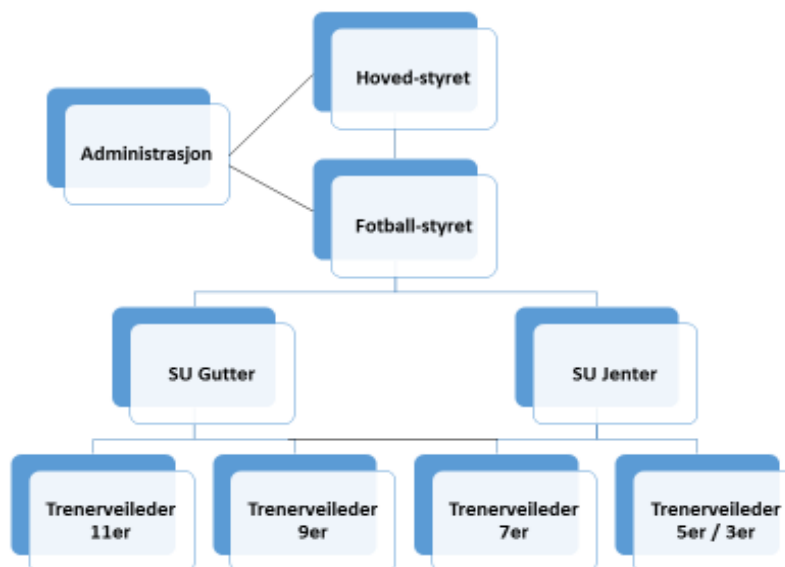 Hoved-styret
Administrasjon
Fotball-styret
SU Gutter
SU Jenter
Trenerveileder
11er
Trenerveileder
9er
Trenerveileder
7er
Trenerveileder
5er / 3er